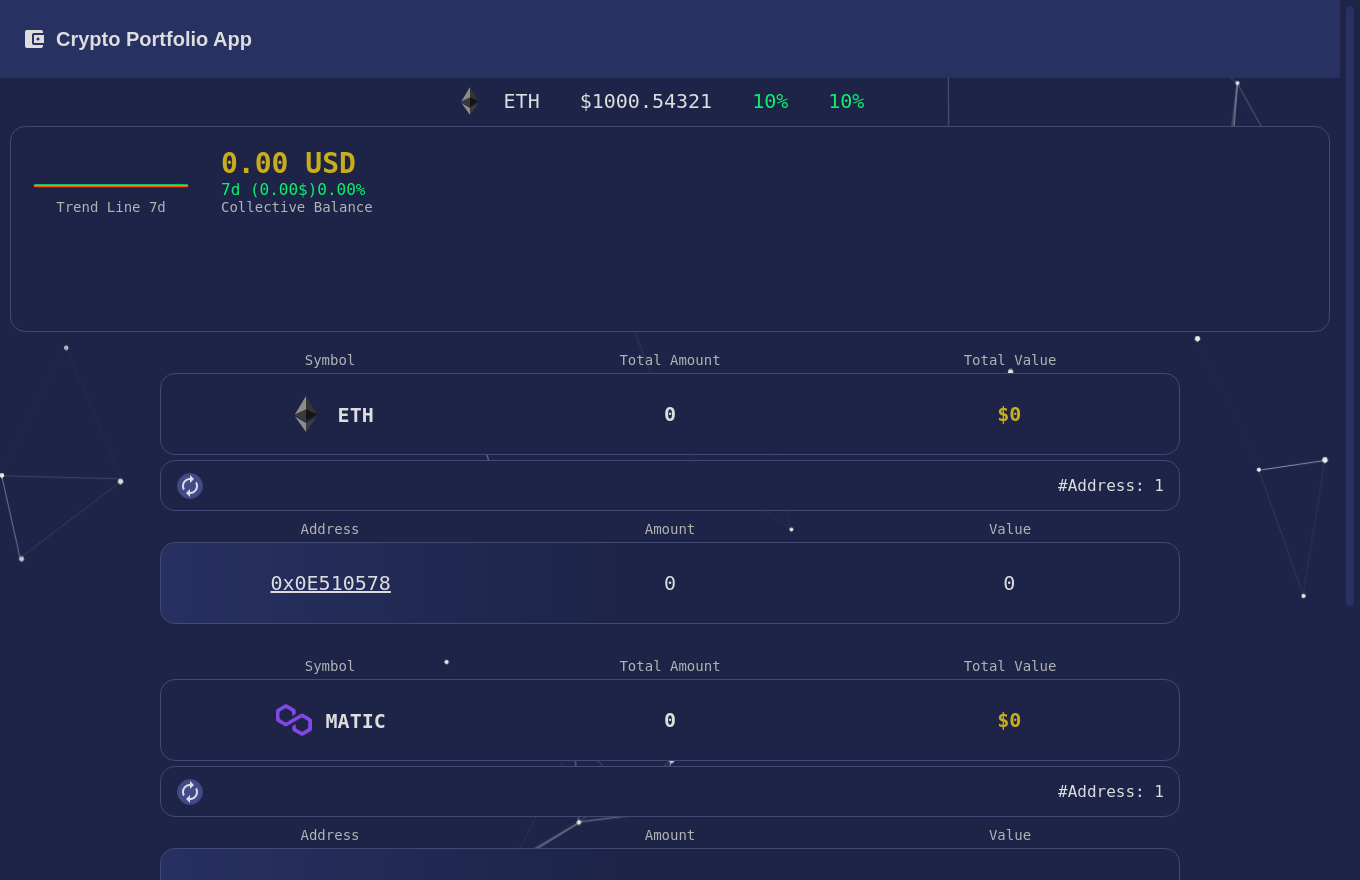 Crypto Portfolio App
ETH $1000.54321 10% 10%
0.00 USD
7d (0.00$)0.00%
Trend Line 7d Collective Balance
Symbol Total Amount Total Value
ETH 0 $0
#Address: 1
Address Amount Value
0x0E510578 0 0
Symbol Total Amount Total Value
MATIC 0 $0
#Address: 1
Address Amount Value